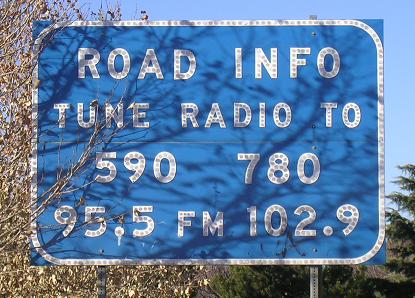 ROAD INFO
TUNE RADIO TO
590 780
95.5 FM 102.9